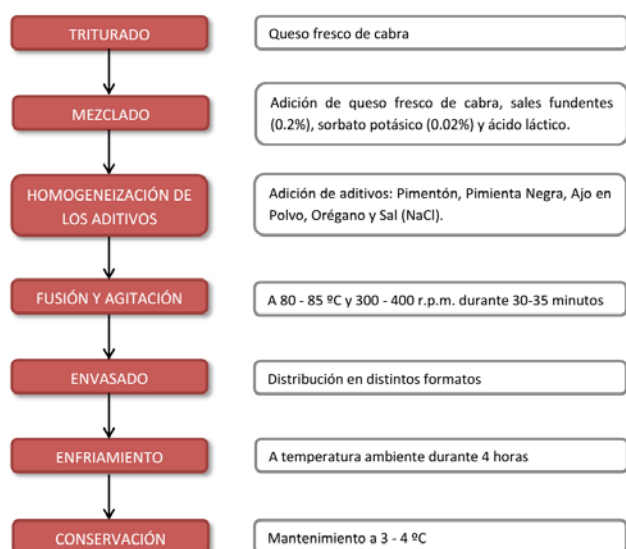 TRITURADO
Queso fresco de cabra
MEZCLADO
Adición de queso fresco de cabra, sales fundentes
(0.2%), sorbato potásico (0.02%) y ácido láctico.
HOMOGENEIZACIÓN DE
LOS ADITIVOS
Adición de aditivos: Pimentón, Pimienta Negra, Ajo en
Polvo, Orégano y Sal (NaCl).
FUSIÓN Y AGITACIÓN
A 80 - 85 ºC y 300 - 400 r.p.m. durante 30-35 minutos
ENVASADO
Distribución en distintos formatos
ENFRIAMIENTO
A temperatura ambiente durante 4 horas
CONSERVACIÓN
Mantenimiento a 3 - 4 ºC